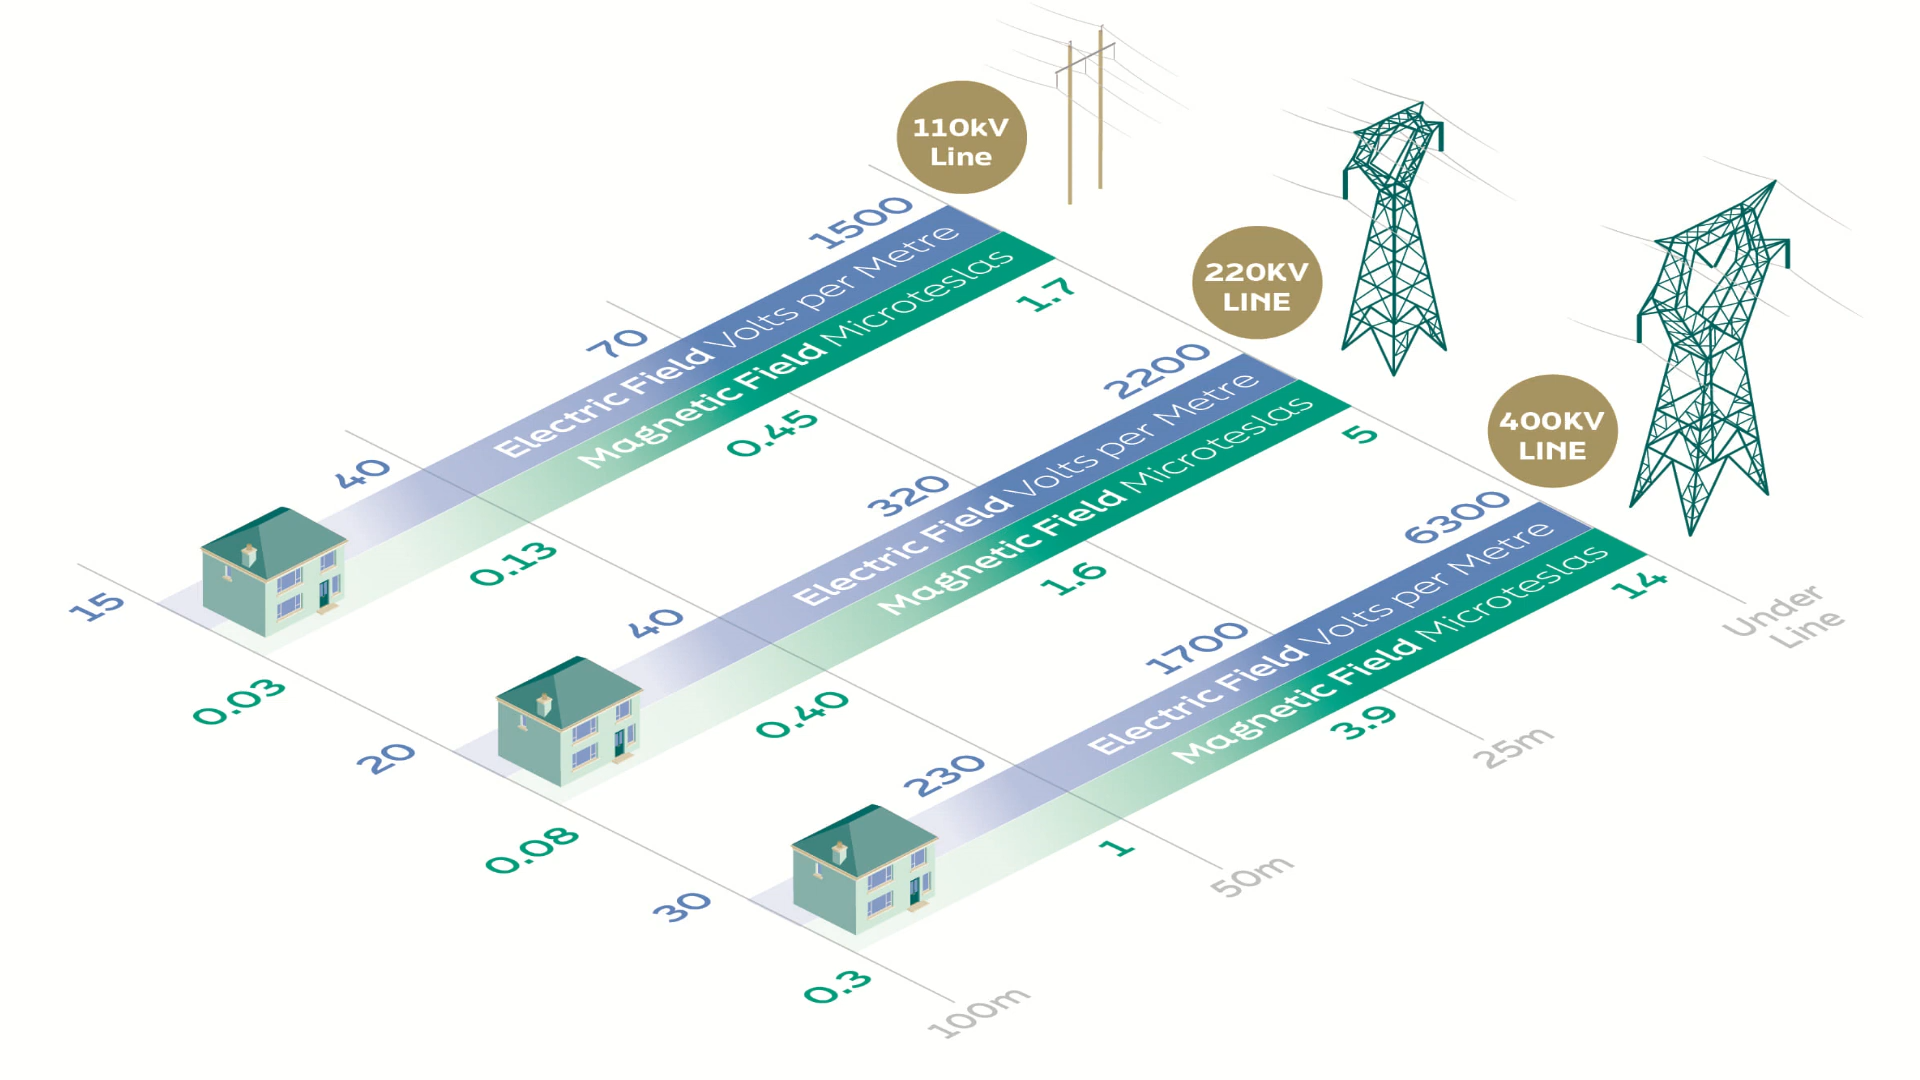 110kV
Line
1500
Electric Field Volts per Metre
Magnetic Field Microteslas
1.7
70
0.45
40
0.13
15
0.03
220KV
LINE
2200
Electric Field Volts per Metre
Magnetic Field Microteslas
5
320
1.6
40
0.40
20
0.08
400KV
LINE
6300
Electric Field Volts per Metre
Magnetic Field Microteslas
14
1700
3.9
230
1
30
0.3
Under
Line
25m
50m
100m